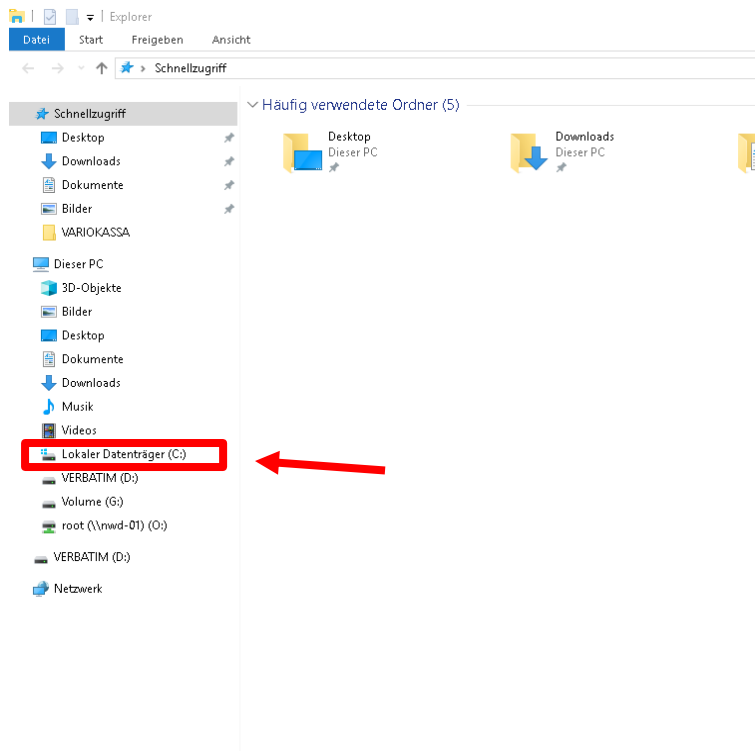 Explorer
Datei Start Freigeben Ansicht
Schnellzugriff
Schnellzugriff
Desktop
Downloads
Dokumente
Bilder
VARIOKASSA
Dieser PC
3D-Objekte
Bilder
Desktop
Dokumente
Downloads
Musik
Videos
Lokaler Datenträger (C:)
VERBATIM (D:)
Volume (G:)
root (\\nwd-01) (O:)
VERBATIM (D:)
Netzwerk
Häufig verwendete Ordner (5)
Desktop
Dieser PC
Downloads
Dieser PC